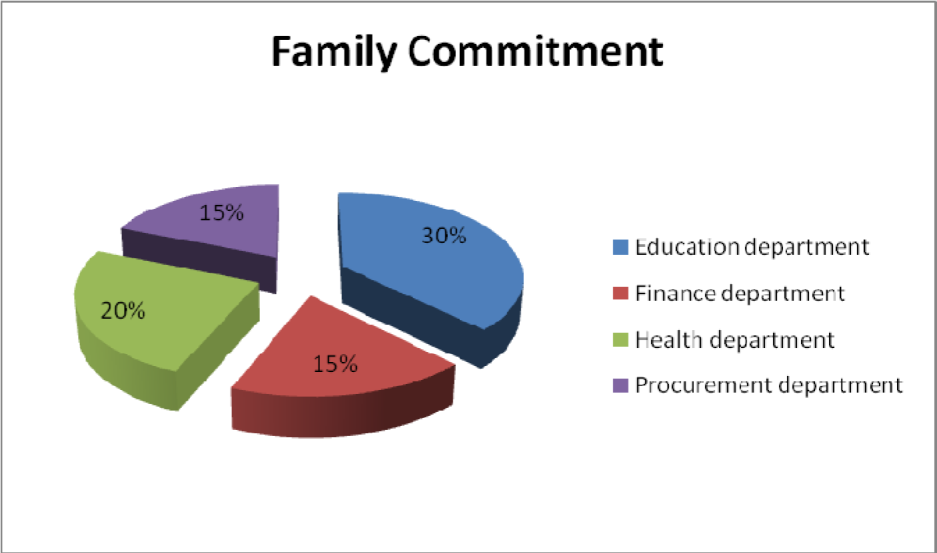 Family Commitment
15%
30%
20%
15%
Education department
Finance department
Health department
Procurement department